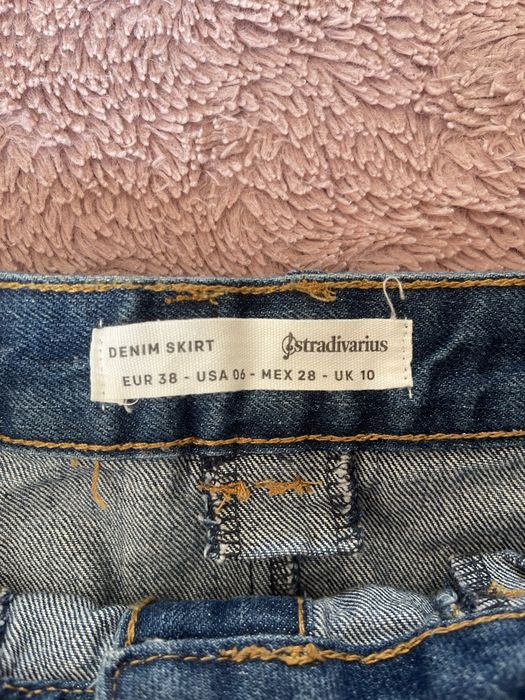 DENIM SKIRT
stradivarius
EUR 38 - USA 06 - MEX 28 - UK 10